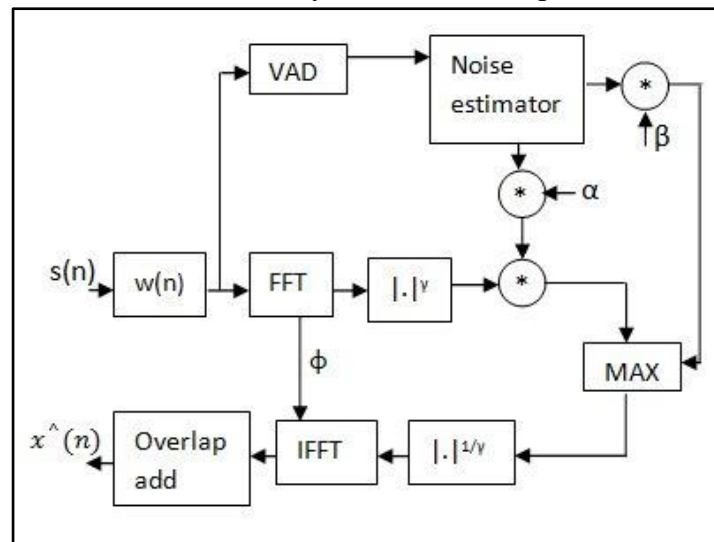 VAD
Noise
estimator
*
β
*
α
s(n)
w(n)
FFT
|.|ᵞ
*
ϕ
MAX
x^(n)
Overlap
add
IFFT
|.|¹/ᵞ